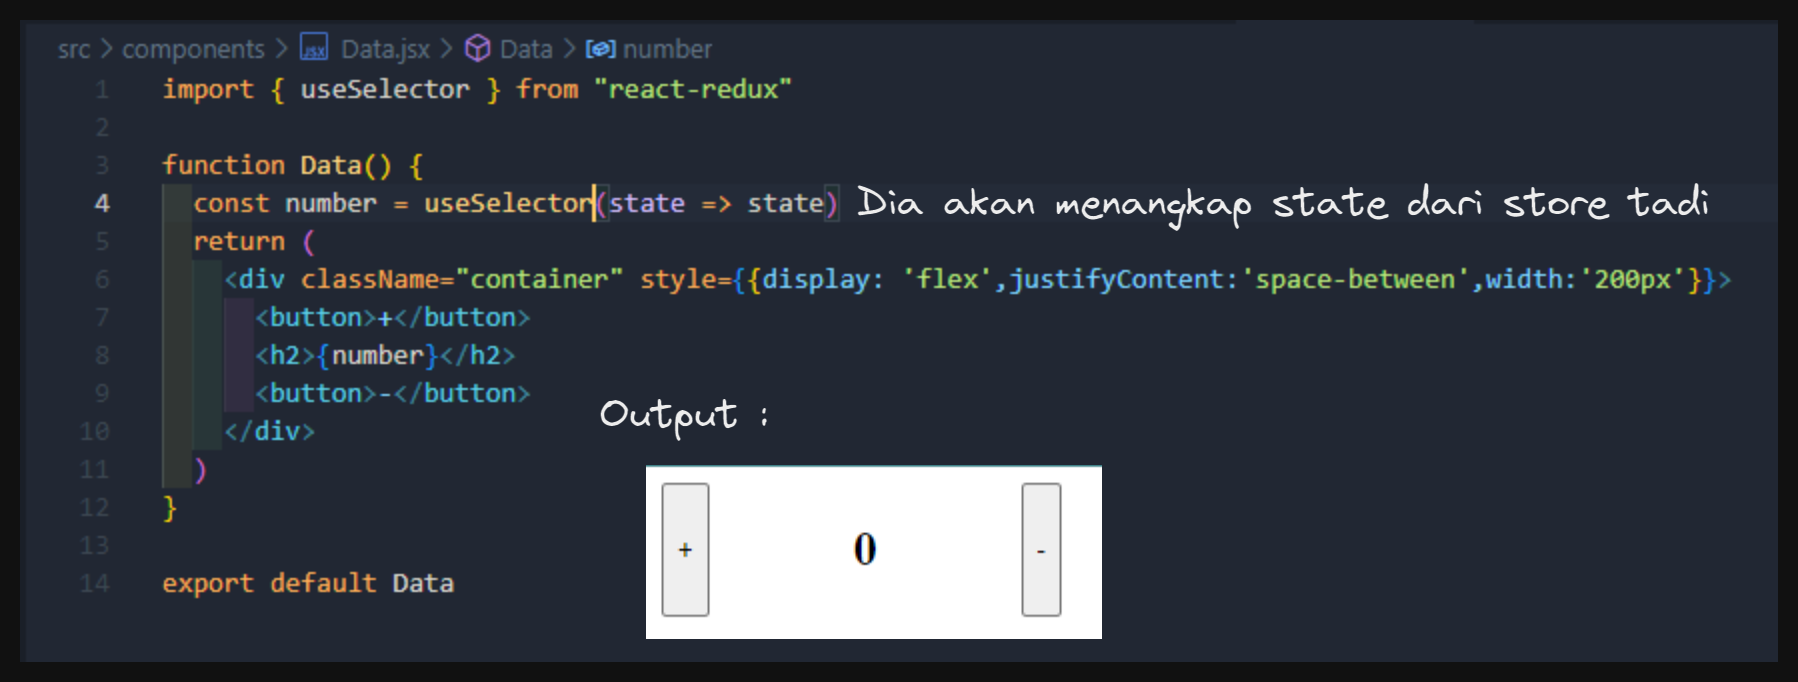 src > components > JSX Data.jsx > Data > number
1 import { useSelector } from "react-redux"
2
3 function Data() {
4 const number = useSelector(state => state) Dia akan menangkap state dari store tadi
5 return (
6 <div className="container" style={{display: 'flex',justifyContent:'space-between',width:'200px'}}>
7 <button>+</button>
8 <h2>{number}</h2>
9 <button>-</button>
10 </div>
11 )
12 }
13
14 export default Data
Output :
+ 0 -